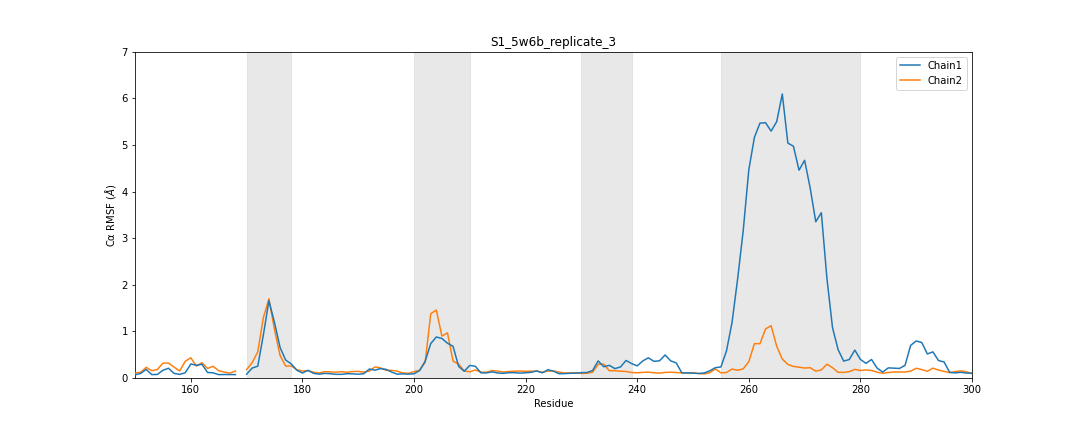 S1_5w6b_replicate_3
Chain1
Chain2
Cα RMSF (Å)
7
6
5
4
3
2
1
0
160 180 200 220 240 260 280 300
Residue